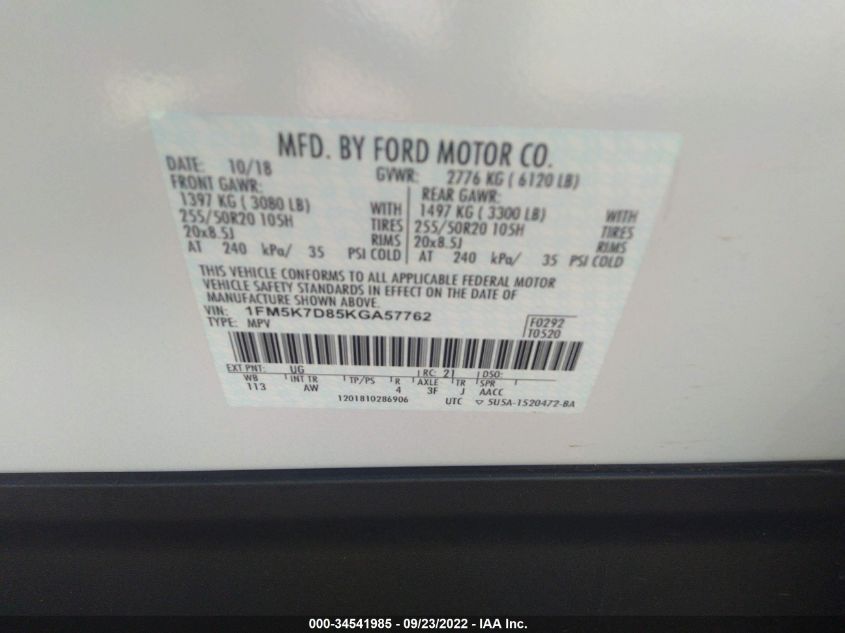 MFD. BY FORD MOTOR CO.
DATE: 10/18 GVWR: 2776 KG ( 6120 LB)
FRONT GAWR: REAR GAWR:
1397 KG ( 3080 LB) WITH 1497 KG ( 3300 LB) WITH
255/50R20 105H TIRES 255/50R20 105H TIRES
20x8.5J RIMS 20x8.5J RIMS
AT 240 kPa/ 35 PSI COLD AT 240 kPa/ 35 PSI COLD
THIS VEHICLE CONFORMS TO ALL APPLICABLE FEDERAL MOTOR
VEHICLE SAFETY STANDARDS IN EFFECT ON THE DATE OF
MANUFACTURE SHOWN ABOVE.
VIN: 1FM5K7D85KGA57762 F0292
TYPE: MPV T0520
EXT PNT: UG RC: 21 DSO:
WB INT TR TP/PS R AXLE TR SPR
113 AW 4 3F J AACC
1201810286906 UTC ▽ 5U5A-1520472-BA
000-34541985 - 09/23/2022 - IAA Inc.